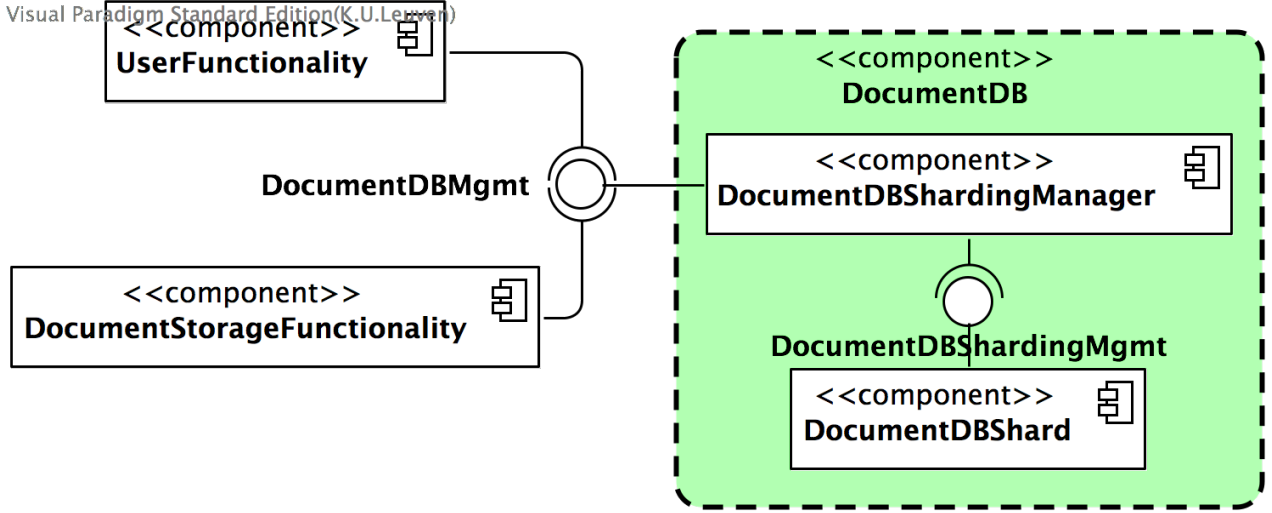 Visual Paradigm Standard Edition(K.U.Leuven)
<<component>>
UserFunctionality
<<component>>
DocumentDB
<<component>>
DocumentDBShardingManager
DocumentDBMgmt
<<component>>
DocumentStorageFunctionality
DocumentDBShardingMgmt
<<component>>
DocumentDBShard